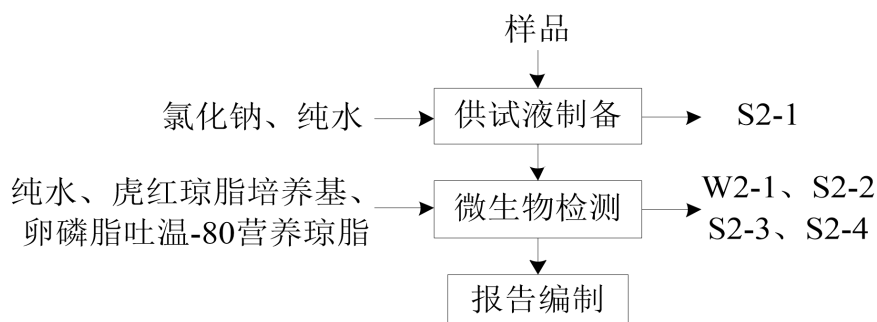 样品
氯化钠、纯水
供试液制备
S2-1
纯水、虎红琼脂培养基、
卵磷脂吐温-80营养琼脂
微生物检测
W2-1、S2-2
S2-3、S2-4
报告编制